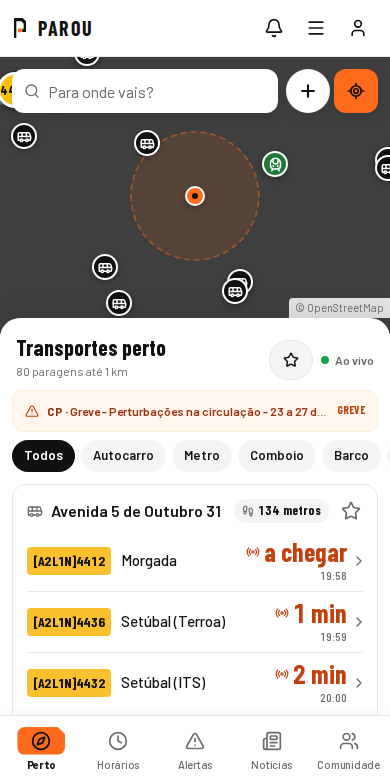 PAROU
44
Para onde vais?
© OpenStreetMap
Transportes perto
80 paragens até 1 km
Ao vivo
CP · Greve - Perturbações na circulação - 23 a 27 d… GREVE
Todos Autocarro Metro Comboio Barco
Avenida 5 de Outubro 31 134 metros
[A2L1N]4412 Morgada a chegar
19:58
[A2L1N]4436 Setúbal (Terroa) 1 min
19:59
[A2L1N]4432 Setúbal (ITS) 2 min
20:00
Perto Horários Alertas Notícias Comunidade